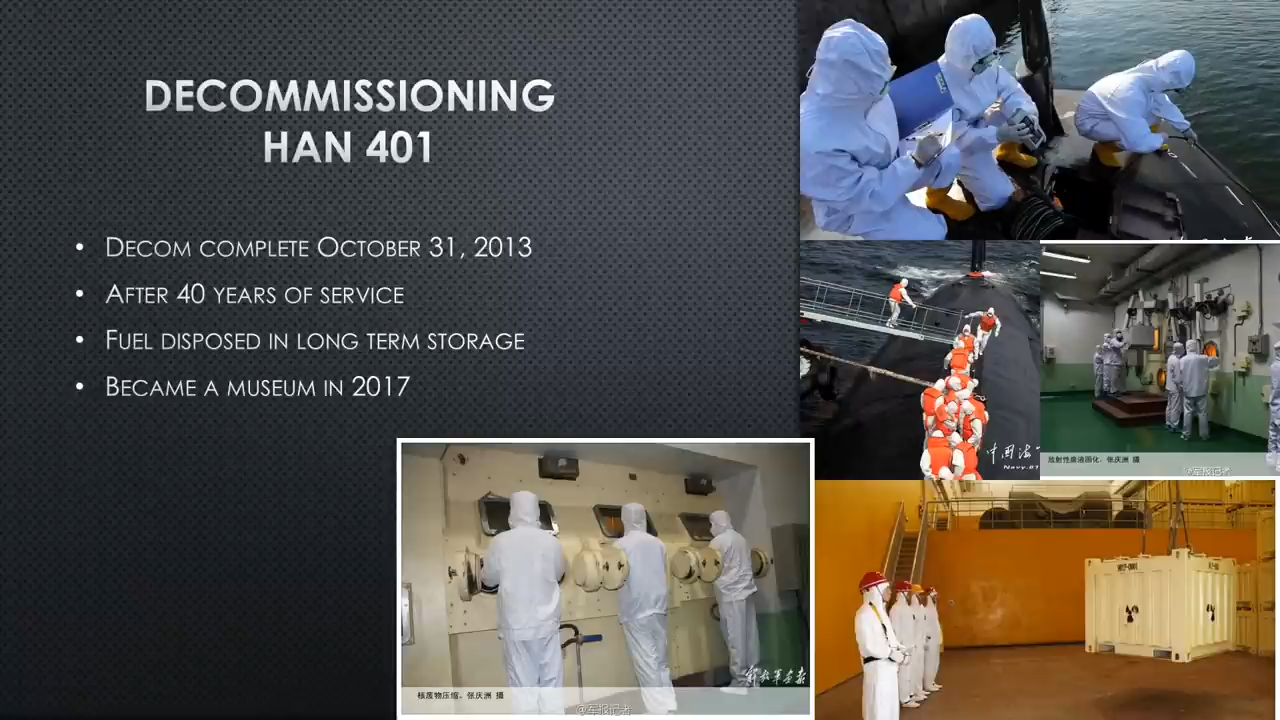 DECOMMISSIONING
HAN 401
• DECOM COMPLETE OCTOBER 31, 2013
• AFTER 40 YEARS OF SERVICE
• FUEL DISPOSED IN LONG TERM STORAGE
• BECAME A MUSEUM IN 2017
放射性废液固化。张庆洲 摄
@军报记者
核废物压缩。张庆洲 摄
@军报记者